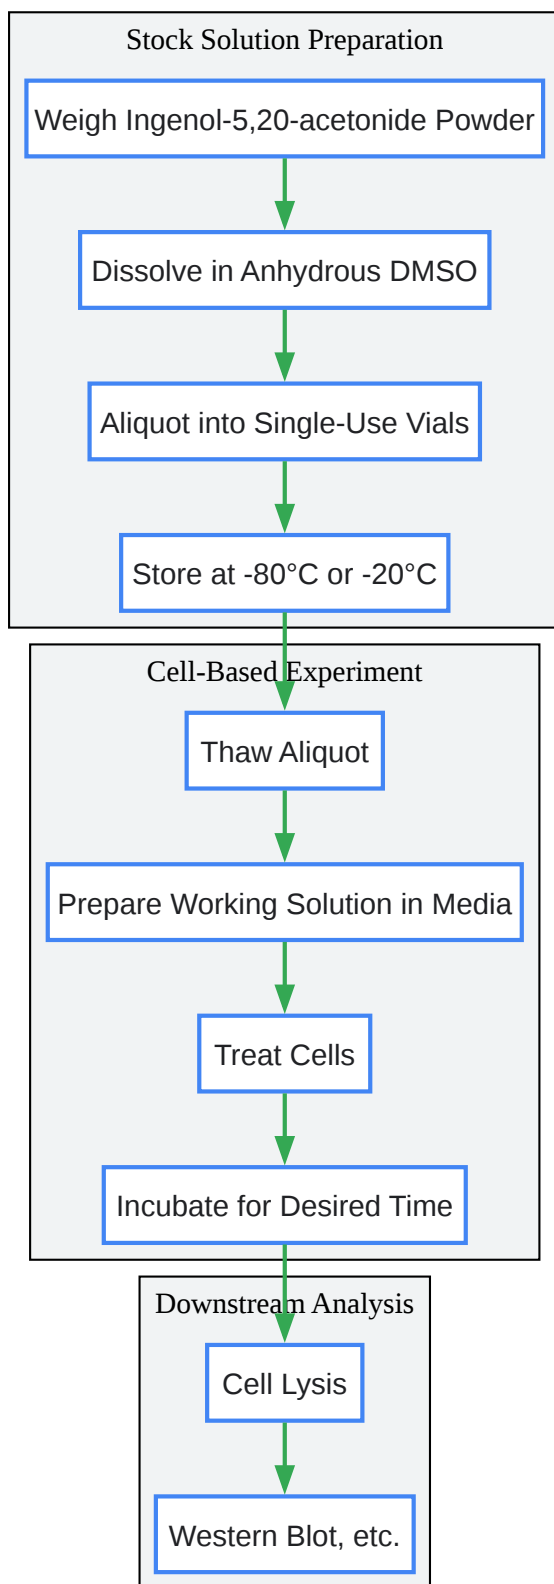 Stock Solution Preparation
Weigh Ingenol-5,20-acetonide Powder
Dissolve in Anhydrous DMSO
Aliquot into Single-Use Vials
Store at -80°C or -20°C
Cell-Based Experiment
Thaw Aliquot
Prepare Working Solution in Media
Treat Cells
Incubate for Desired Time
Downstream Analysis
Cell Lysis
Western Blot, etc.